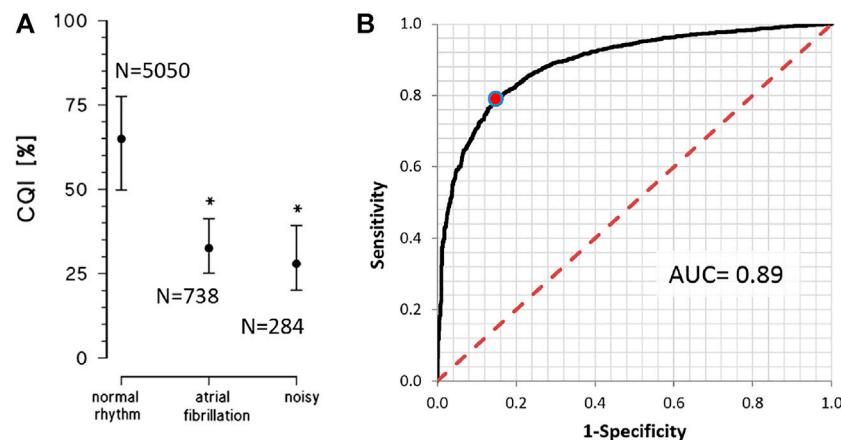 A
100
75
50
25
0
CQI [%]
N=5050
*
N=738
*
N=284
normal
rhythm
atrial
fibrillation
noisy
B
1.0
0.8
0.6
0.4
0.2
0.0
Sensitivity
AUC= 0.89
0.0 0.2 0.4 0.6 0.8 1.0
1-Specificity